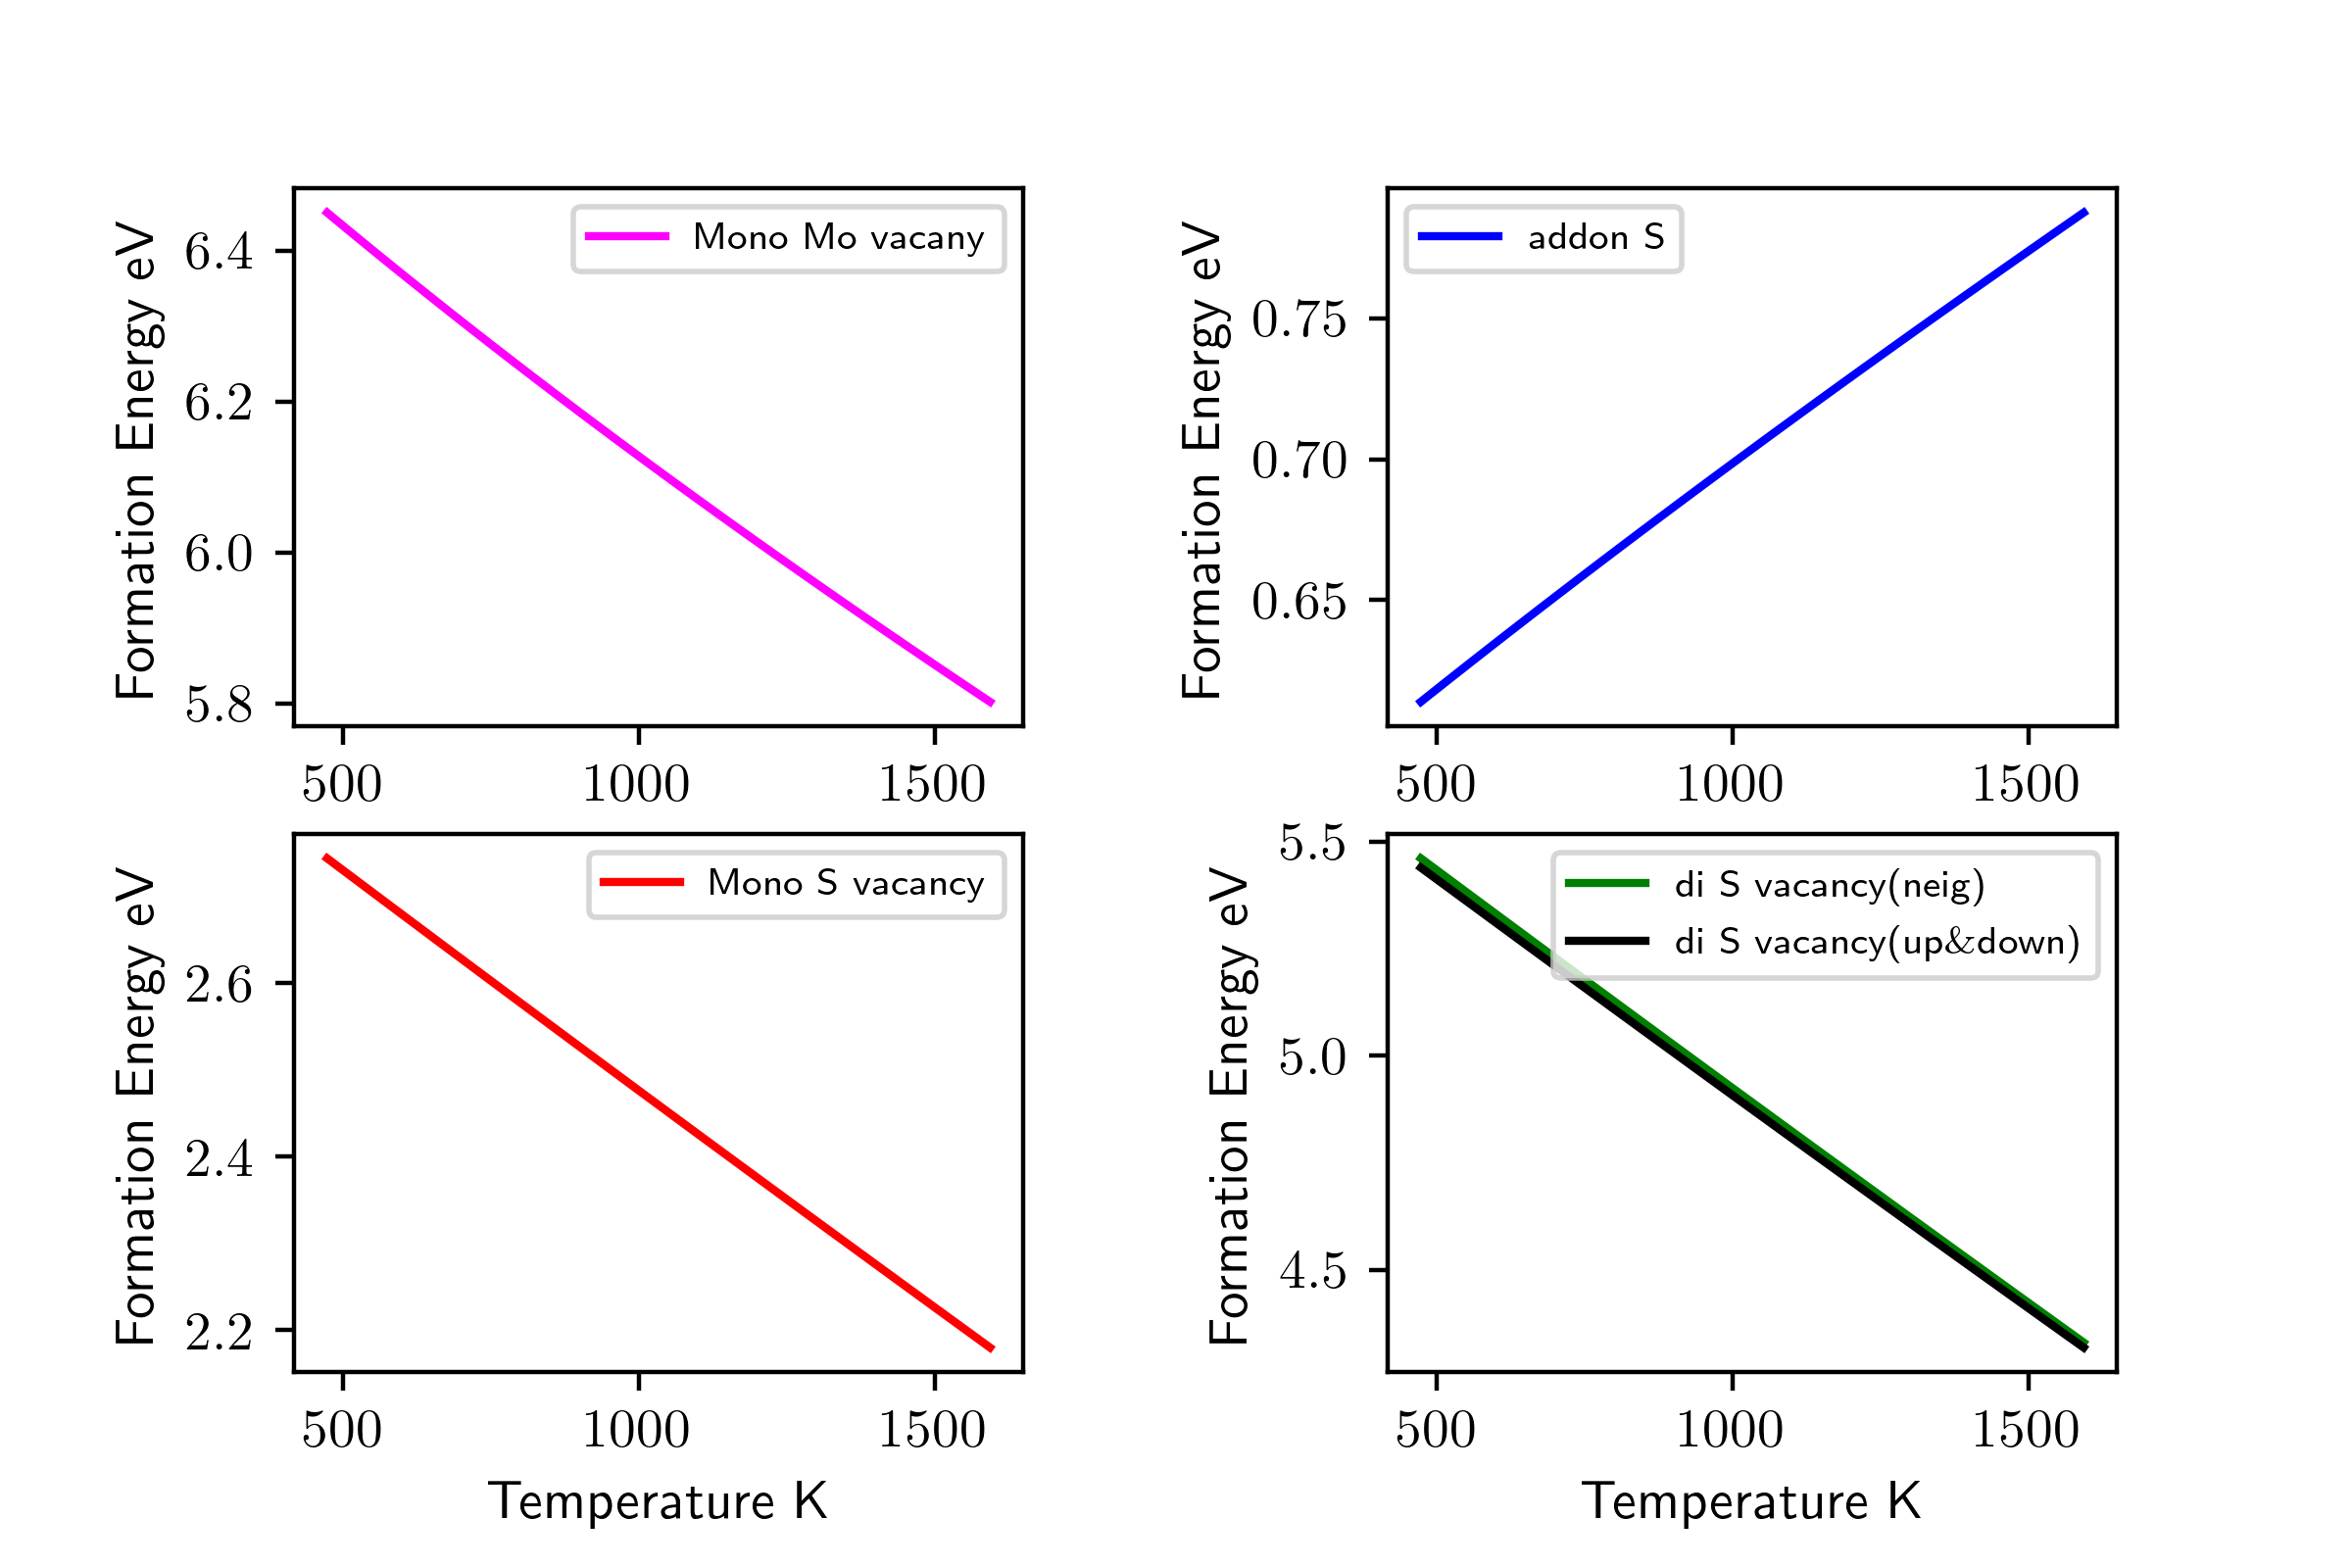 Formation Energy eV
6.4
6.2
6.0
5.8
500 1000 1500
Mono Mo vacany
Formation Energy eV
0.75
0.70
0.65
500 1000 1500
addon S
Formation Energy eV
2.6
2.4
2.2
500 1000 1500
Temperature K
Mono S vacancy
Formation Energy eV
5.5
5.0
4.5
500 1000 1500
Temperature K
di S vacancy(neig)
di S vacancy(up&down)